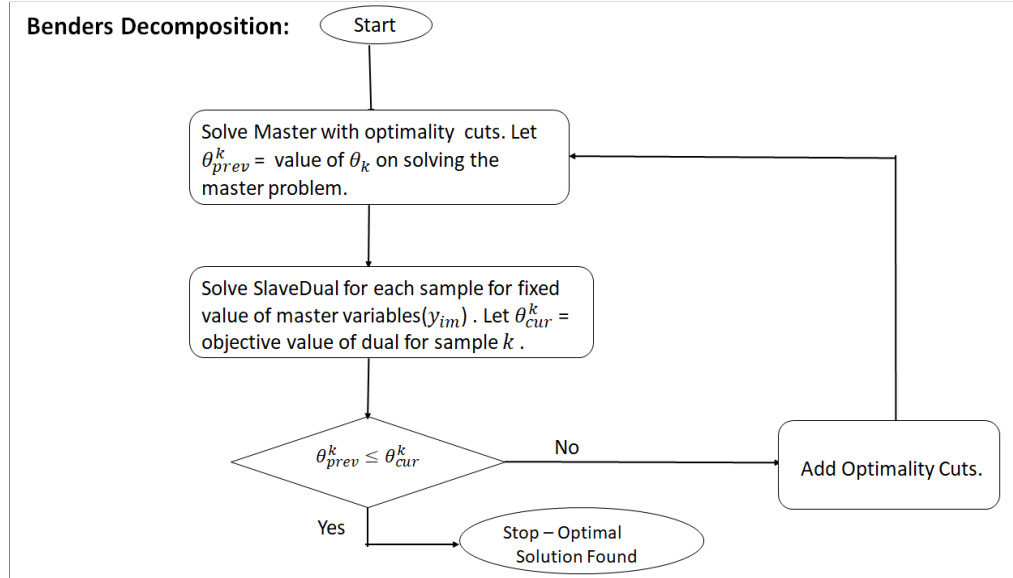 Benders Decomposition:
Start
Solve Master with optimality cuts. Let
θ^k_prev = value of θ_k on solving the
master problem.
Solve SlaveDual for each sample for fixed
value of master variables(y_im) . Let θ^k_cur =
objective value of dual for sample k .
θ^k_prev ≤ θ^k_cur
No
Add Optimality Cuts.
Yes
Stop – Optimal
Solution Found